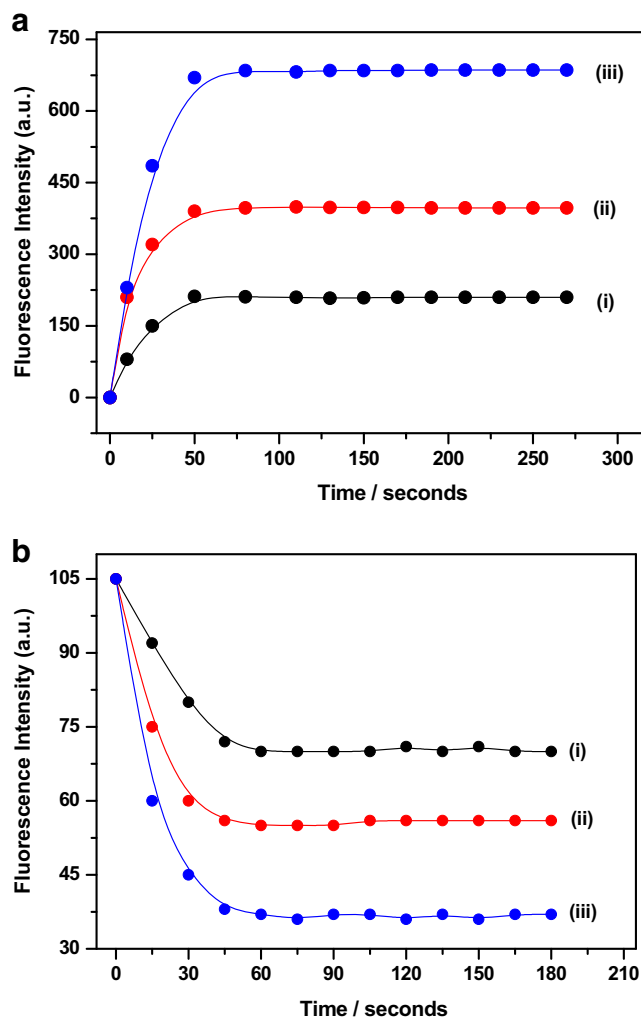 a
750
600
450
300
150
0
Fluorescence Intensity (a.u.)
(iii)
(ii)
(i)
0 50 100 150 200 250 300
Time / seconds
b
105
90
75
60
45
30
Fluorescence Intensity (a.u.)
(i)
(ii)
(iii)
0 30 60 90 120 150 180 210
Time / seconds